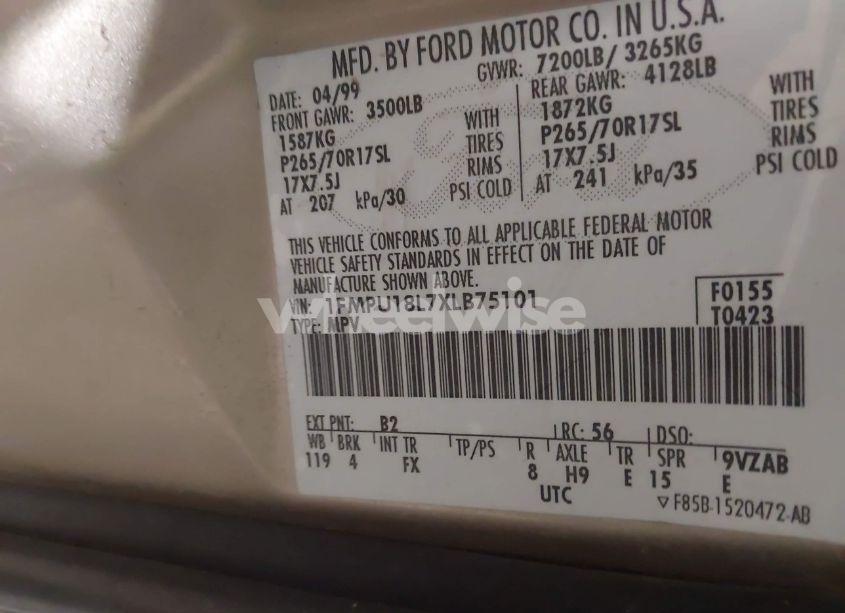 MFD. BY FORD MOTOR CO. IN U.S.A.
DATE: 04/99 GVWR: 7200LB/ 3265KG
FRONT GAWR: 3500LB REAR GAWR: 4128LB
1587KG WITH 1872KG WITH
P265/70R17SL TIRES P265/70R17SL TIRES
17X7.5J RIMS 17X7.5J RIMS
AT 207 kPa/30 PSI COLD AT 241 kPa/35 PSI COLD
THIS VEHICLE CONFORMS TO ALL APPLICABLE FEDERAL MOTOR
VEHICLE SAFETY STANDARDS IN EFFECT ON THE DATE OF
MANUFACTURE SHOWN ABOVE.
VIN: 1FMPU18L7XLB75101 F0155
TYPE: MPV T0423
wheelwise
EXT PNT: B2 RC: 56 DSO:
WB BRK INT TR TP/PS R AXLE TR SPR 9VZAB
119 4 FX 8 H9 E 15 E
UTC ▽ F85B-1520472-AB